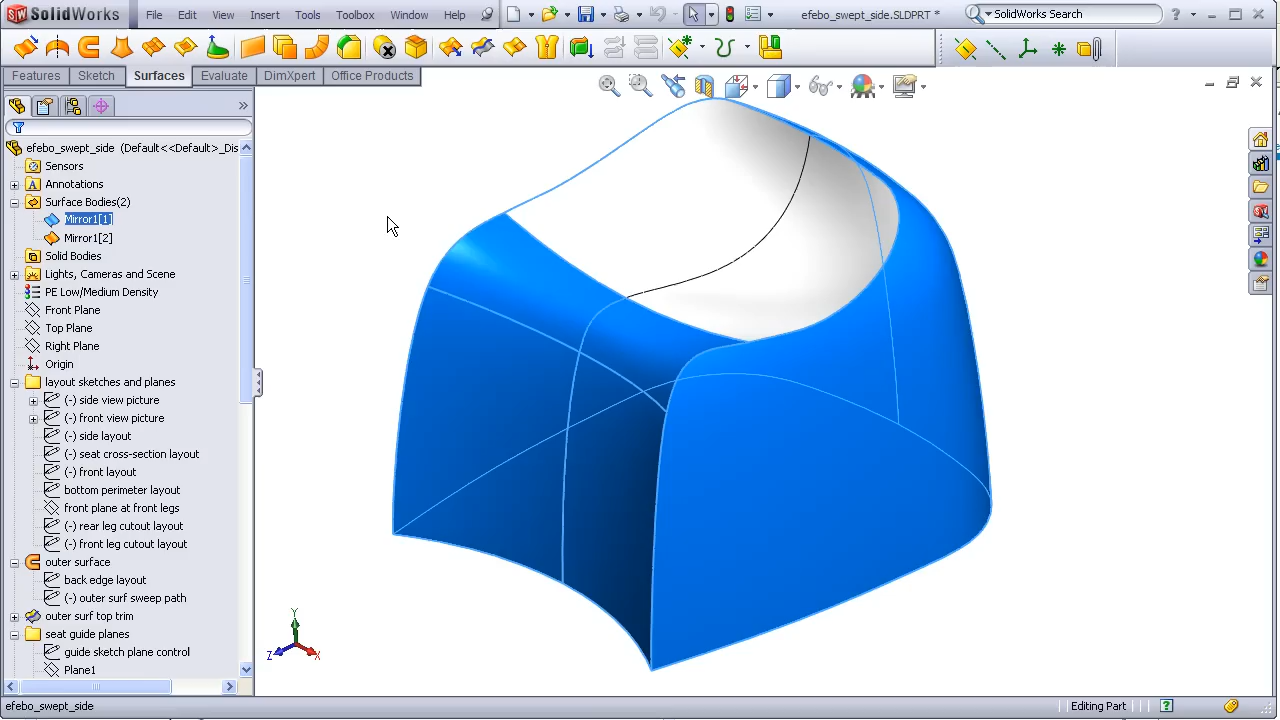 SolidWorks File Edit View Insert Tools Toolbox Window Help efebo_swept_side.SLDPRT * SolidWorks Search
Features Sketch Surfaces Evaluate DimXpert Office Products
efebo_swept_side (Default<<Default>_Dis
Sensors
Annotations
Surface Bodies(2)
Mirror1[1]
Mirror1[2]
Solid Bodies
Lights, Cameras and Scene
PE Low/Medium Density
Front Plane
Top Plane
Right Plane
Origin
layout sketches and planes
(-) side view picture
(-) front view picture
(-) side layout
(-) seat cross-section layout
(-) front layout
bottom perimeter layout
front plane at front legs
(-) rear leg cutout layout
(-) front leg cutout layout
outer surface
back edge layout
(-) outer surf sweep path
outer surf top trim
seat and planes
guide sketch plane control
Plane1
Y
Z X
efebo_swept_side Editing Part